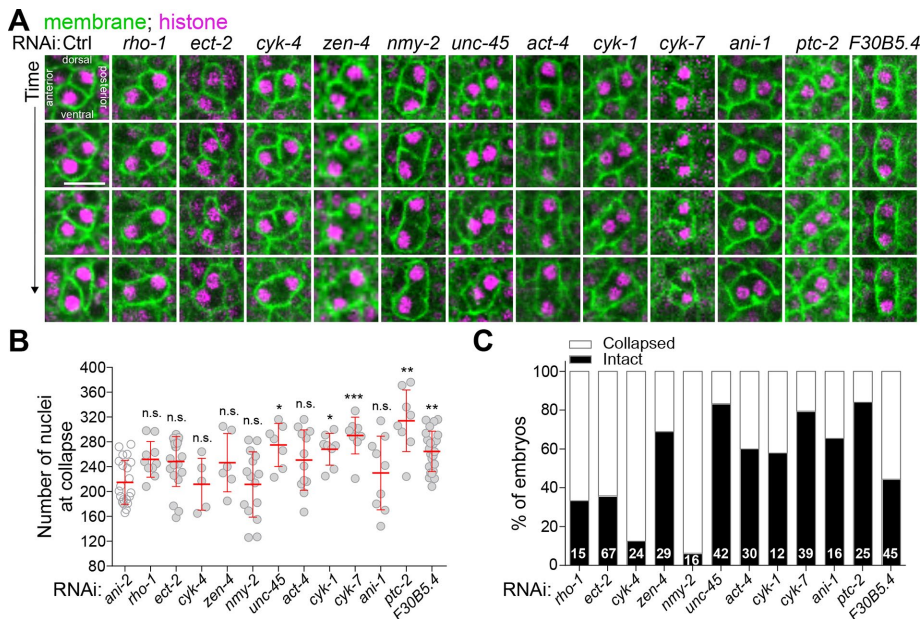 A membrane; histone
RNAi: Ctrl rho-1 ect-2 cyk-4 zen-4 nmy-2 unc-45 act-4 cyk-1 cyk-7 ani-1 ptc-2 F30B5.4
Time
dorsal
anterior
posterior
ventral
B
Number of nuclei
at collapse
400
360
320
280
240
200
160
120
80
n.s. n.s. n.s. n.s. n.s. * n.s. * *** n.s. ** **
RNAi: ani-2 rho-1 ect-2 cyk-4 zen-4 nmy-2 unc-45 act-4 cyk-1 cyk-7 ani-1 ptc-2 F30B5.4
C
Collapsed
Intact
% of embryos
100
80
60
40
20
0
15 67 24 29 16 42 30 12 39 16 25 45
RNAi: rho-1 ect-2 cyk-4 zen-4 nmy-2 unc-45 act-4 cyk-1 cyk-7 ani-1 ptc-2 F30B5.4